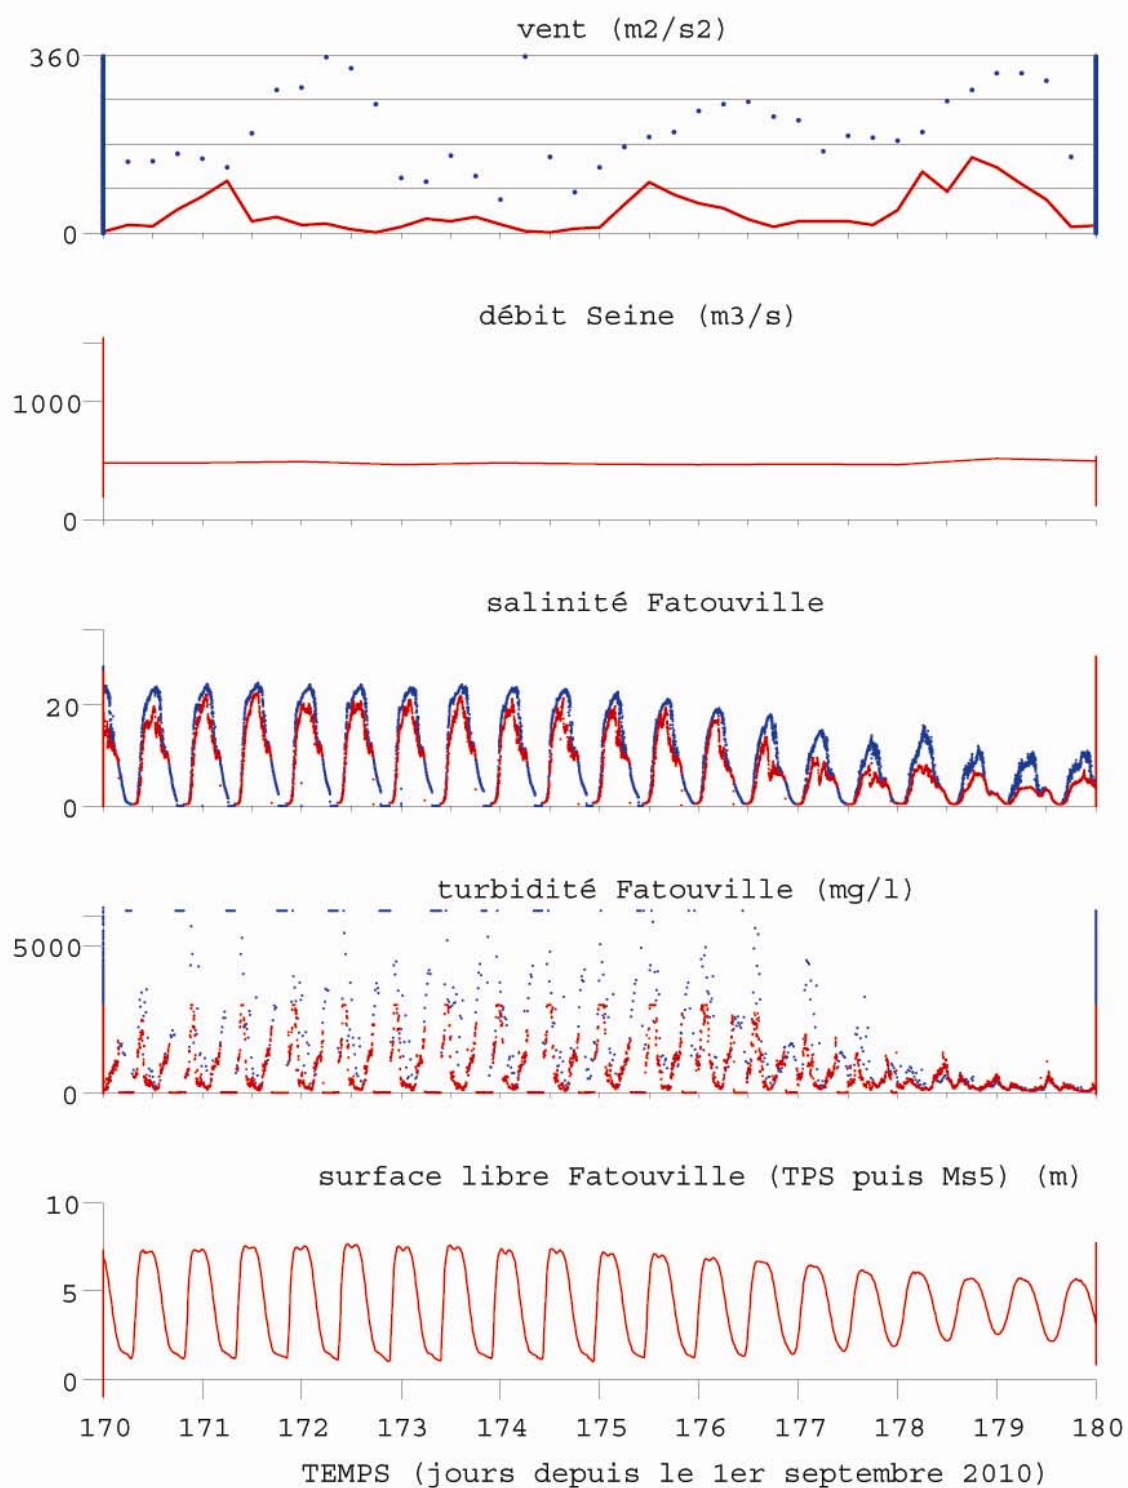 vent (m2/s2)
360
0
débit Seine (m3/s)
1000
0
salinité Fatouville
20
0
turbidité Fatouville (mg/l)
5000
0
surface libre Fatouville (TPS puis Ms5) (m)
10
5
0
170 171 172 173 174 175 176 177 178 179 180
TEMPS (jours depuis le 1er septembre 2010)